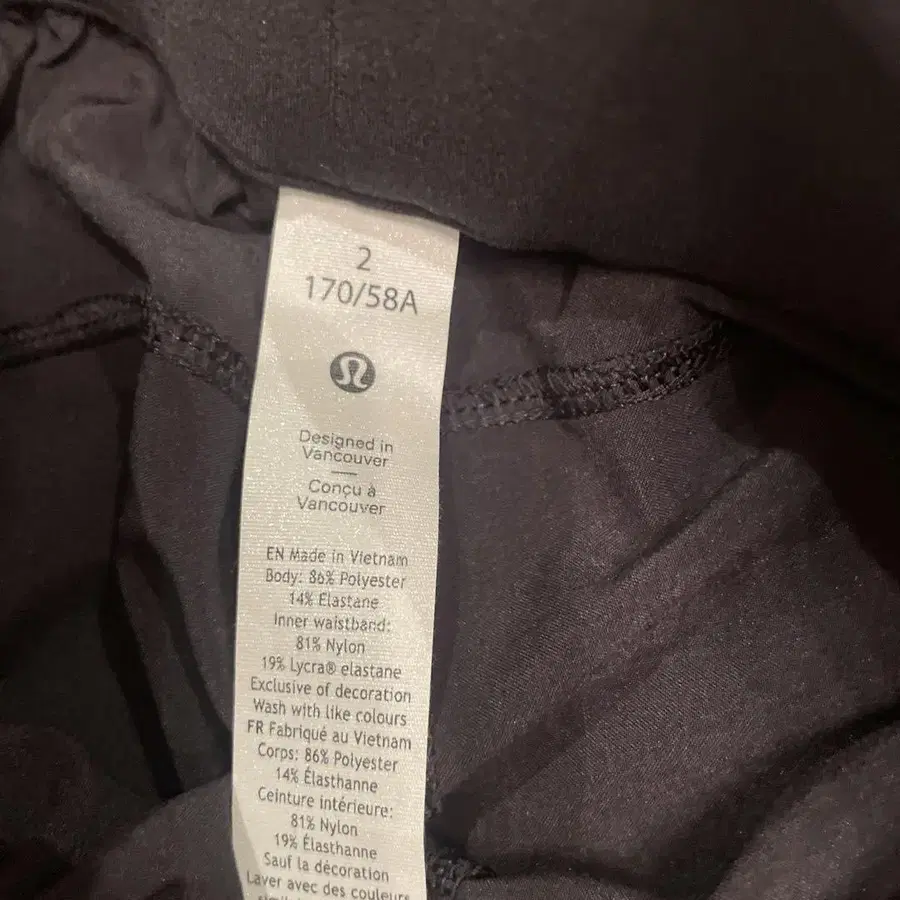 2
170/58A
Designed in
Vancouver
Conçu à
Vancouver
EN Made in Vietnam
Body: 86% Polyester
14% Elastane
Inner waistband:
81% Nylon
19% Lycra® elastane
Exclusive of decoration
Wash with like colours
FR Fabriqué au Vietnam
Corps: 86% Polyester
14% Élasthanne
Ceinture intérieure:
81% Nylon
19% Élasthanne
Sauf la décoration
Laver avec des couleurs